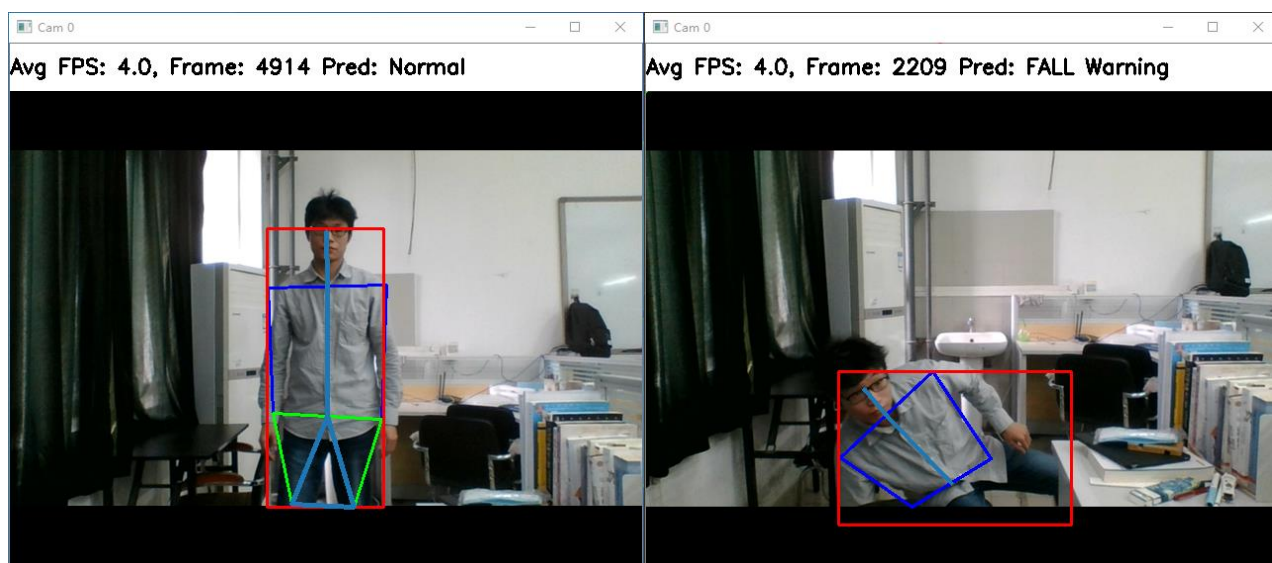 Cam 0
Avg FPS: 4.0, Frame: 4914 Pred: Normal
Cam 0
Avg FPS: 4.0, Frame: 2209 Pred: FALL Warning